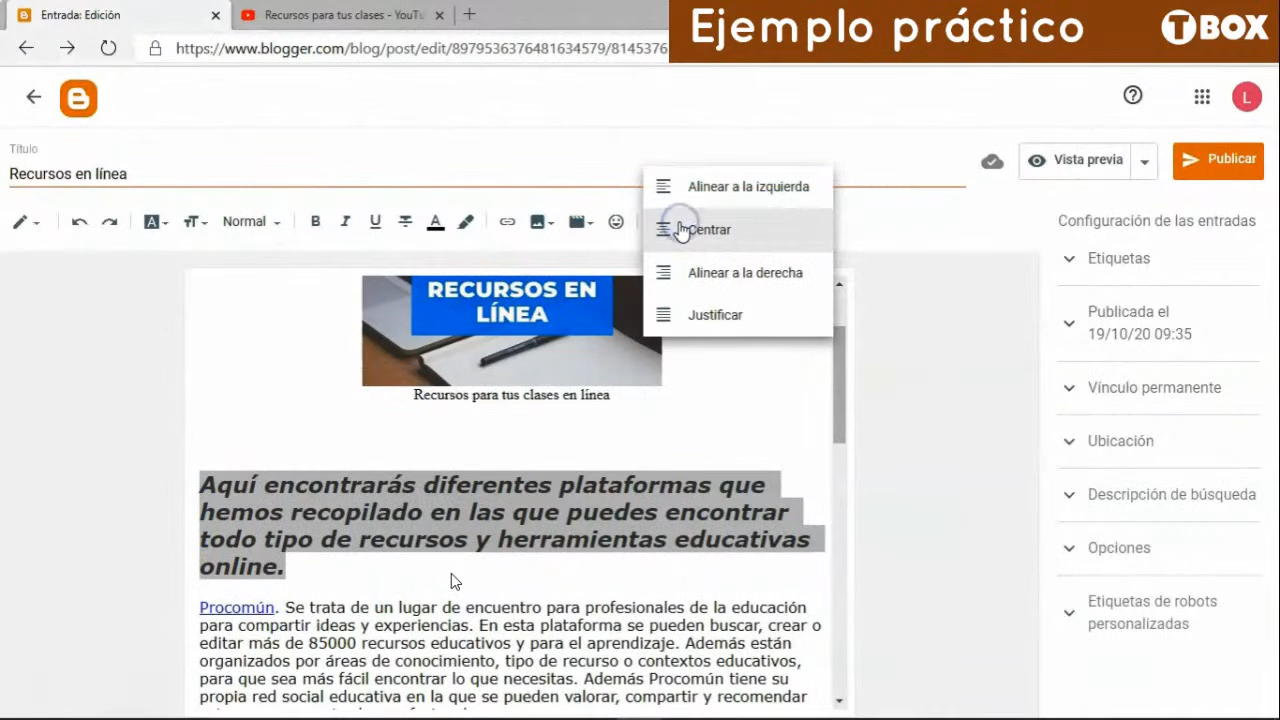 Entrada: Edición
Recursos para tus clases - YouT
Ejemplo práctico
TBOX
https://www.blogger.com/blog/post/edit/8979536376481634579/8145376
L
Título
Recursos en línea
Vista previa
Publicar
Normal
B I U A
Alinear a la izquierda
Centrar
Alinear a la derecha
Justificar
Configuración de las entradas
Etiquetas
Publicada el
19/10/20 09:35
Vínculo permanente
Ubicación
Descripción de búsqueda
Opciones
Etiquetas de robots
personalizadas
RECURSOS EN
LÍNEA
Recursos para tus clases en línea
Aquí encontrarás diferentes plataformas que
hemos recopilado en las que puedes encontrar
todo tipo de recursos y herramientas educativas
online.
Procomún. Se trata de un lugar de encuentro para profesionales de la educación
para compartir ideas y experiencias. En esta plataforma se pueden buscar, crear o
editar más de 85000 recursos educativos y para el aprendizaje. Además están
organizados por áreas de conocimiento, tipo de recurso o contextos educativos,
para que sea más fácil encontrar lo que necesitas. Además Procomún tiene su
propia red social educativa en la que se pueden valorar, compartir y recomendar